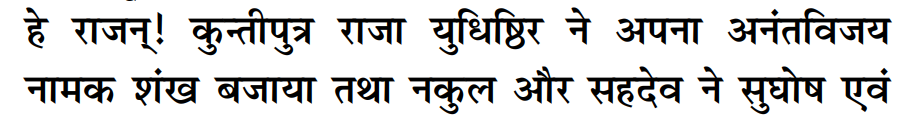 हे राजन्! कुन्तीपुत्र राजा युधिष्ठिर ने अपना अनंतविजय
नामक शंख बजाया तथा नकुल और सहदेव ने सुघोष एवं